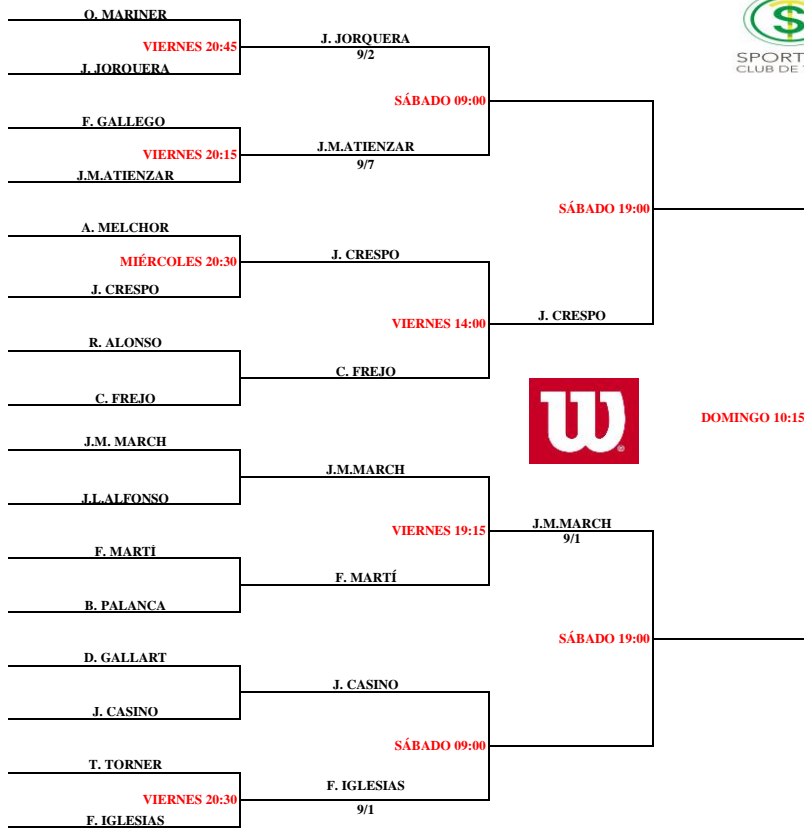 O. MARINER
VIERNES 20:45
J. JORQUERA
J. JORQUERA
9/2
SÁBADO 09:00
F. GALLEGO
VIERNES 20:15
J.M.ATIENZAR
J.M.ATIENZAR
9/7
SÁBADO 19:00
A. MELCHOR
MIÉRCOLES 20:30
J. CRESPO
J. CRESPO
VIERNES 14:00
J. CRESPO
R. ALONSO
C. FREJO
C. FREJO
W
DOMINGO 10:15
J.M. MARCH
J.M.MARCH
J.L.ALFONSO
VIERNES 19:15
J.M.MARCH
9/1
F. MARTÍ
F. MARTÍ
B. PALANCA
SÁBADO 19:00
D. GALLART
J. CASINO
J. CASINO
SÁBADO 09:00
T. TORNER
VIERNES 20:30
F. IGLESIAS
9/1
F. IGLESIAS
SPORT
CLUB DE